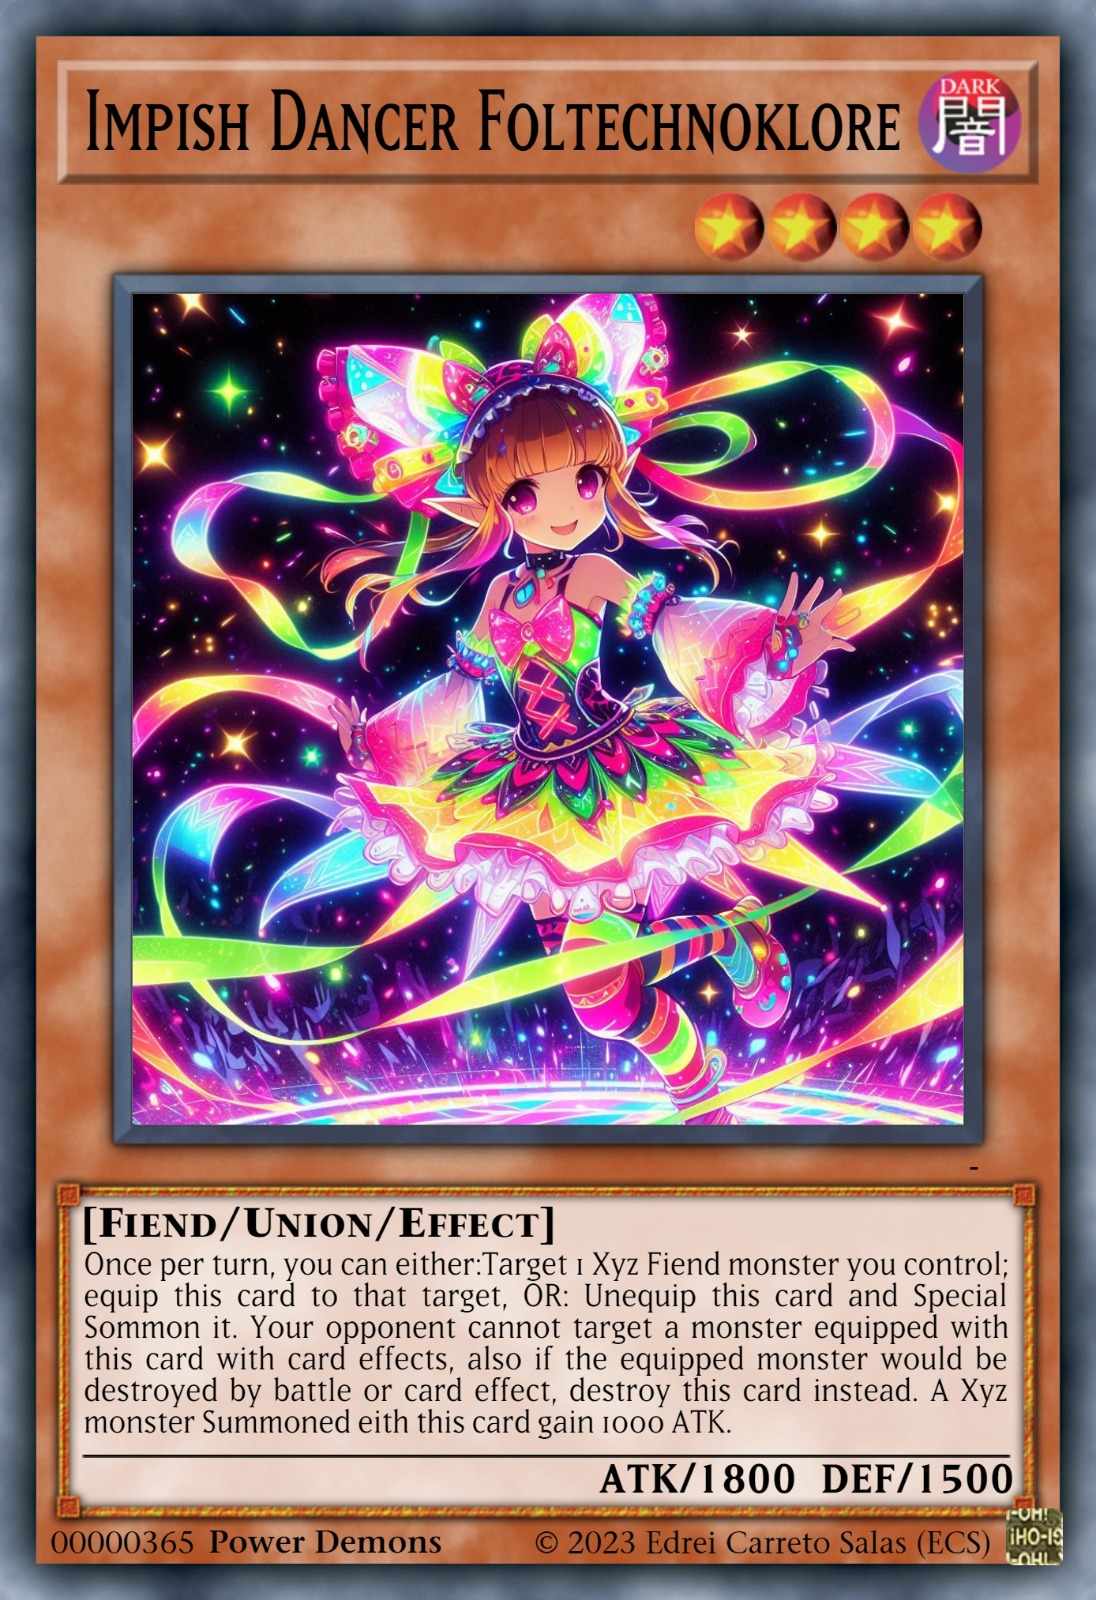 Impish Dancer Foltechnoklore
DARK
闇
-
[Fiend/Union/Effect]
Once per turn, you can either:Target 1 Xyz Fiend monster you control;
equip this card to that target, OR: Unequip this card and Special
Sommon it. Your opponent cannot target a monster equipped with
this card with card effects, also if the equipped monster would be
destroyed by battle or card effect, destroy this card instead. A Xyz
monster Summoned eith this card gain 1000 ATK.
ATK/1800 DEF/1500
00000365 Power Demons © 2023 Edrei Carreto Salas (ECS)